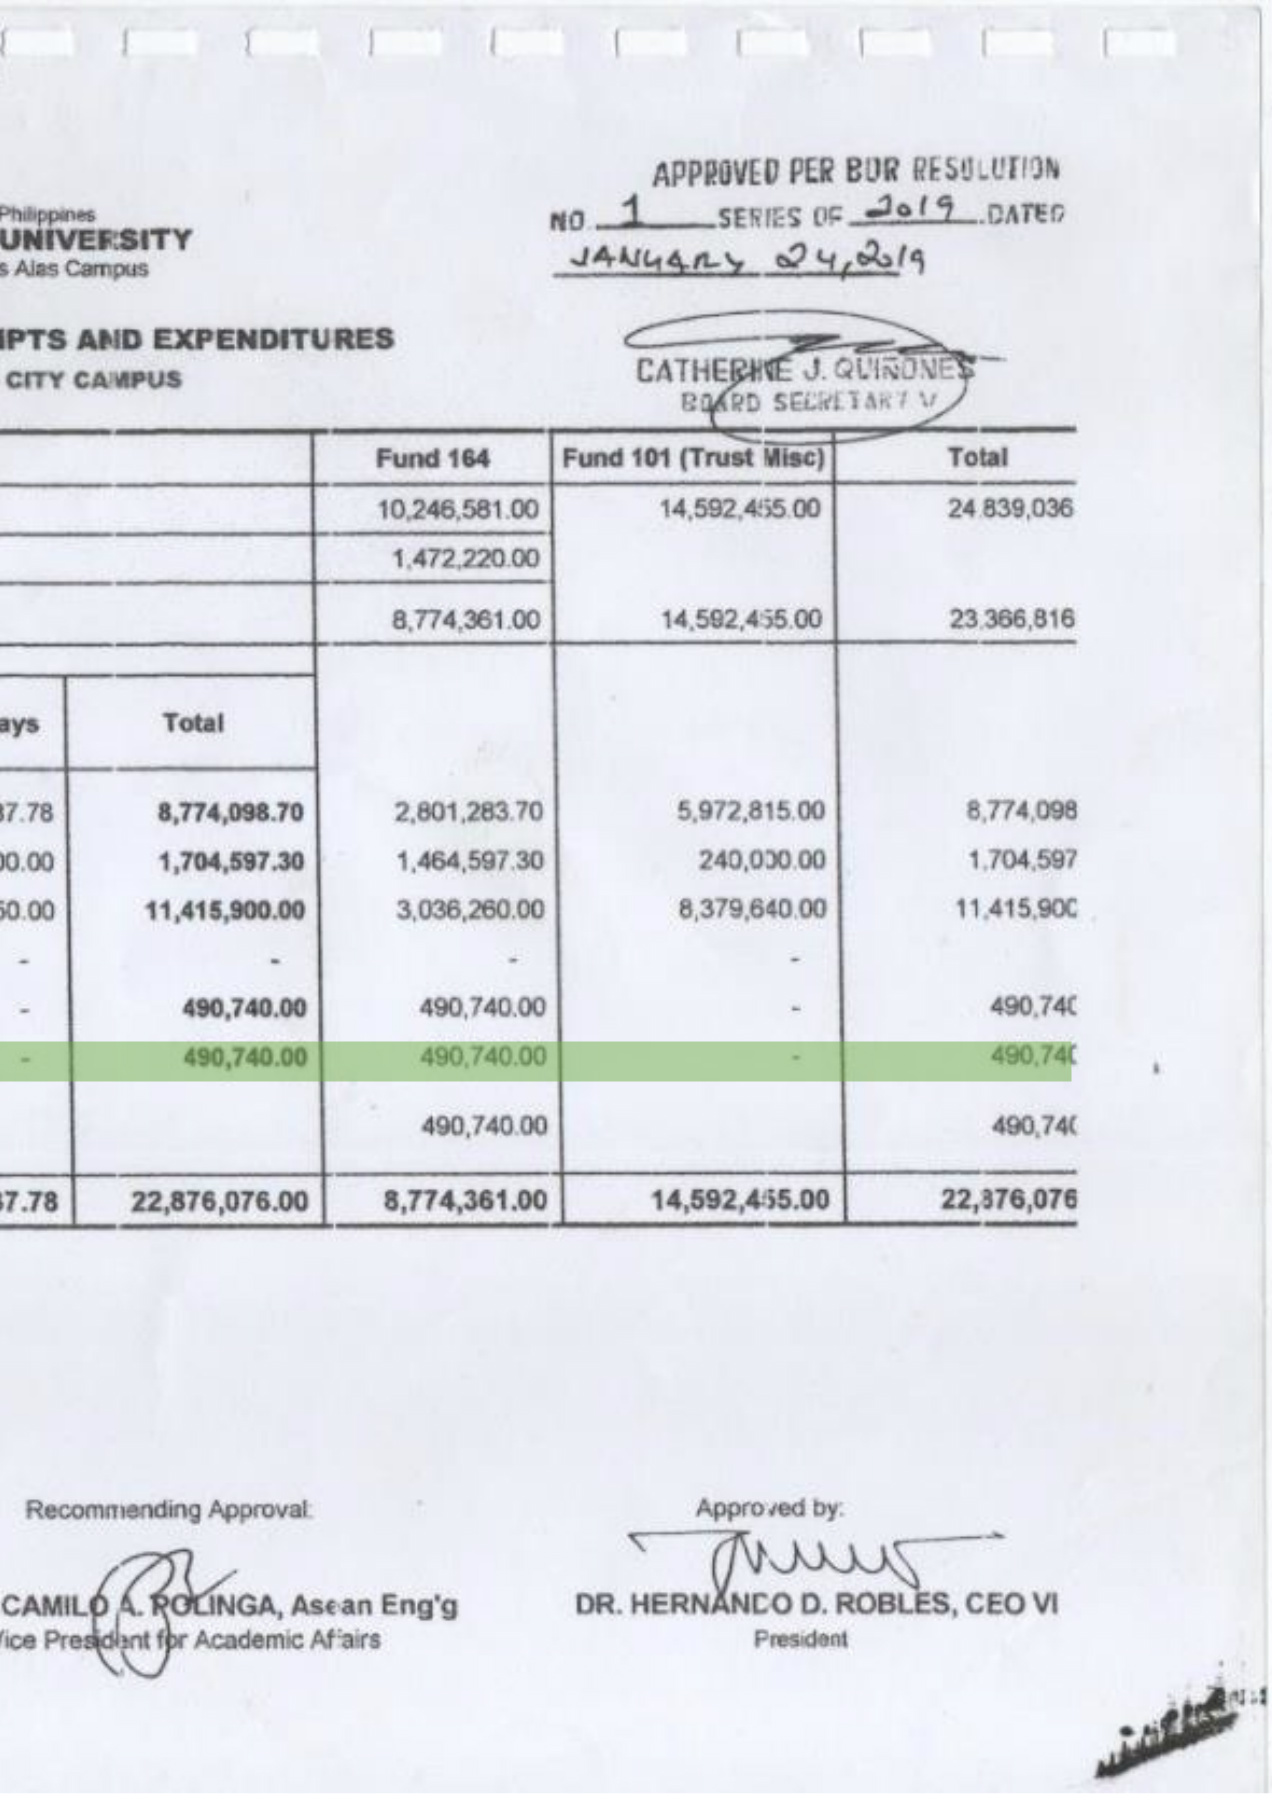 APPROVED PER BOR RESOLUTION
NO. 1 SERIES OF 2019 .DATED
JANUARY 24, 2019
Philippines
UNIVERSITY
s Alas Campus
IPTS AND EXPENDITURES
CITY CAMPUS
CATHERINE J. QUIÑONES
BOARD SECRETARY V
Fund 164 Fund 101 (Trust Misc) Total
10,246,581.00 14,592,455.00 24,839,036
1,472,220.00
8,774,361.00 14,592,455.00 23,366,816
ays Total
37.78 8,774,098.70 2,801,283.70 5,972,815.00 8,774,098
00.00 1,704,597.30 1,464,597.30 240,000.00 1,704,597
50.00 11,415,900.00 3,036,260.00 8,379,640.00 11,415,900
- - - -
- 490,740.00 490,740.00 - 490,740
- 490,740.00 490,740.00 - 490,740
490,740.00 490,740
37.78 22,876,076.00 8,774,361.00 14,592,455.00 22,876,076
Recommending Approval:
Approved by:
CAMILO A. POLINGA, Asean Eng'g
Vice President for Academic Affairs
DR. HERNANDO D. ROBLES, CEO VI
President